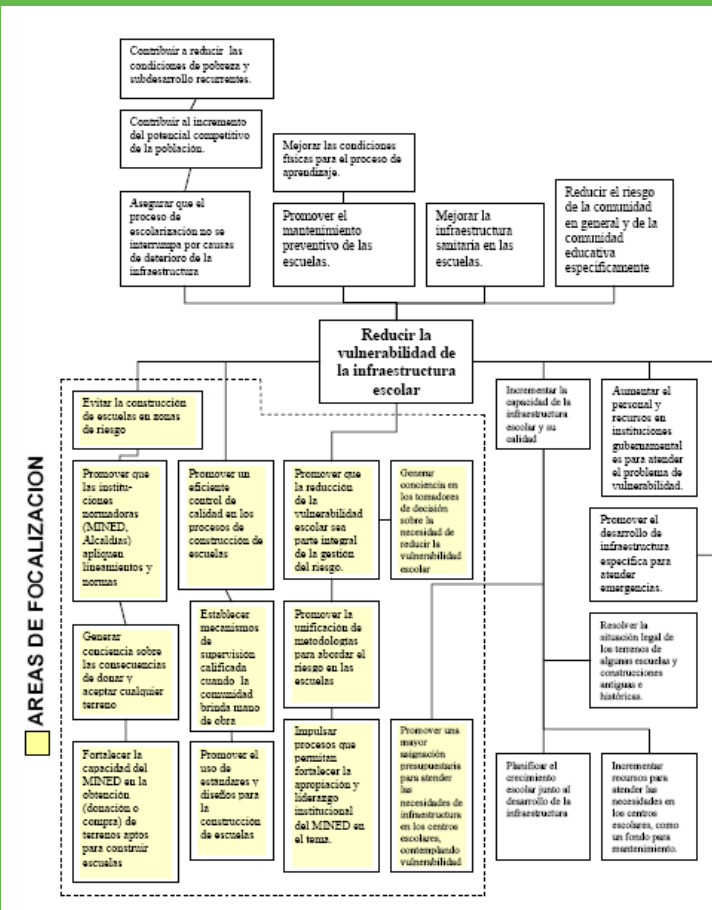 Contribuir a reducir las
condiciones de pobreza y
subdesarrollo recurrentes.
Contribuir al incremento
del potencial competitivo
de la población.
Asegurar que el
proceso de
escolarización no se
interrumpa por causas
de deterioro de la
infraestructura
Mejorar las condiciones
físicas para el proceso de
aprendizaje.
Promover el
mantenimiento
preventivo de las
escuelas.
Mejorar la
infraestructura
sanitaria en las
escuelas.
Reducir el riesgo
de la comunidad
en general y de la
comunidad
educativa
específicamente
Reducir la
vulnerabilidad de
la infraestructura
escolar
AREAS DE FOCALIZACION
Evitar la construcción
de escuelas en zonas
de riesgo
Promover que
las institu-
ciones
normadoras
(MINED,
Alcaldías)
apliquen
lineamientos y
normas
Generar
conciencia sobre
las consecuencias
de donar y
aceptar cualquier
terreno
Fortalecer la
capacidad del
MINED en la
obtención
(donación o
compra) de
terrenos aptos
para construir
escuelas
Promover un
eficiente
control de
calidad en los
procesos de
construcción de
escuelas
Establecer
mecanismos
de
supervisión
calificada
cuando la
comunidad
brinda mano
de obra
Promover el
uso de
estándares y
diseños para
la
construcción
de escuelas
Promover que
la reducción
de la
vulnerabilidad
escolar sea
parte integral
de la gestión
del riesgo.
Promover la
unificación de
metodologías
para abordar el
riesgo en las
escuelas
Impulsar
procesos que
permitan
fortalecer la
apropiación y
liderazgo
institucional
del MINED en
el tema.
Generar
conciencia en
los tomadores
de decisión
sobre la
necesidad de
reducir la
vulnerabilidad
escolar
Promover una
mayor
asignación
presupuestaria
para atender
las
necesidades de
infraestructura
en los centros
escolares,
contemplando
vulnerabilidad
Incrementar la
capacidad de la
infraestructura
escolar y su
calidad
Aumentar el
personal y
recursos en
instituciones
gubernamental
es para atender
el problema de
vulnerabilidad.
Promover el
desarrollo de
infraestructura
específica para
atender
emergencias.
Resolver la
situación legal de
los terrenos de
algunas escuelas y
construcciones
antiguas e
históricas.
Planificar el
crecimiento
escolar junto al
desarrollo de la
infraestructura
Incrementar
recursos para
atender las
necesidades en
los centros
escolares, como
un fondo para
mantenimiento.